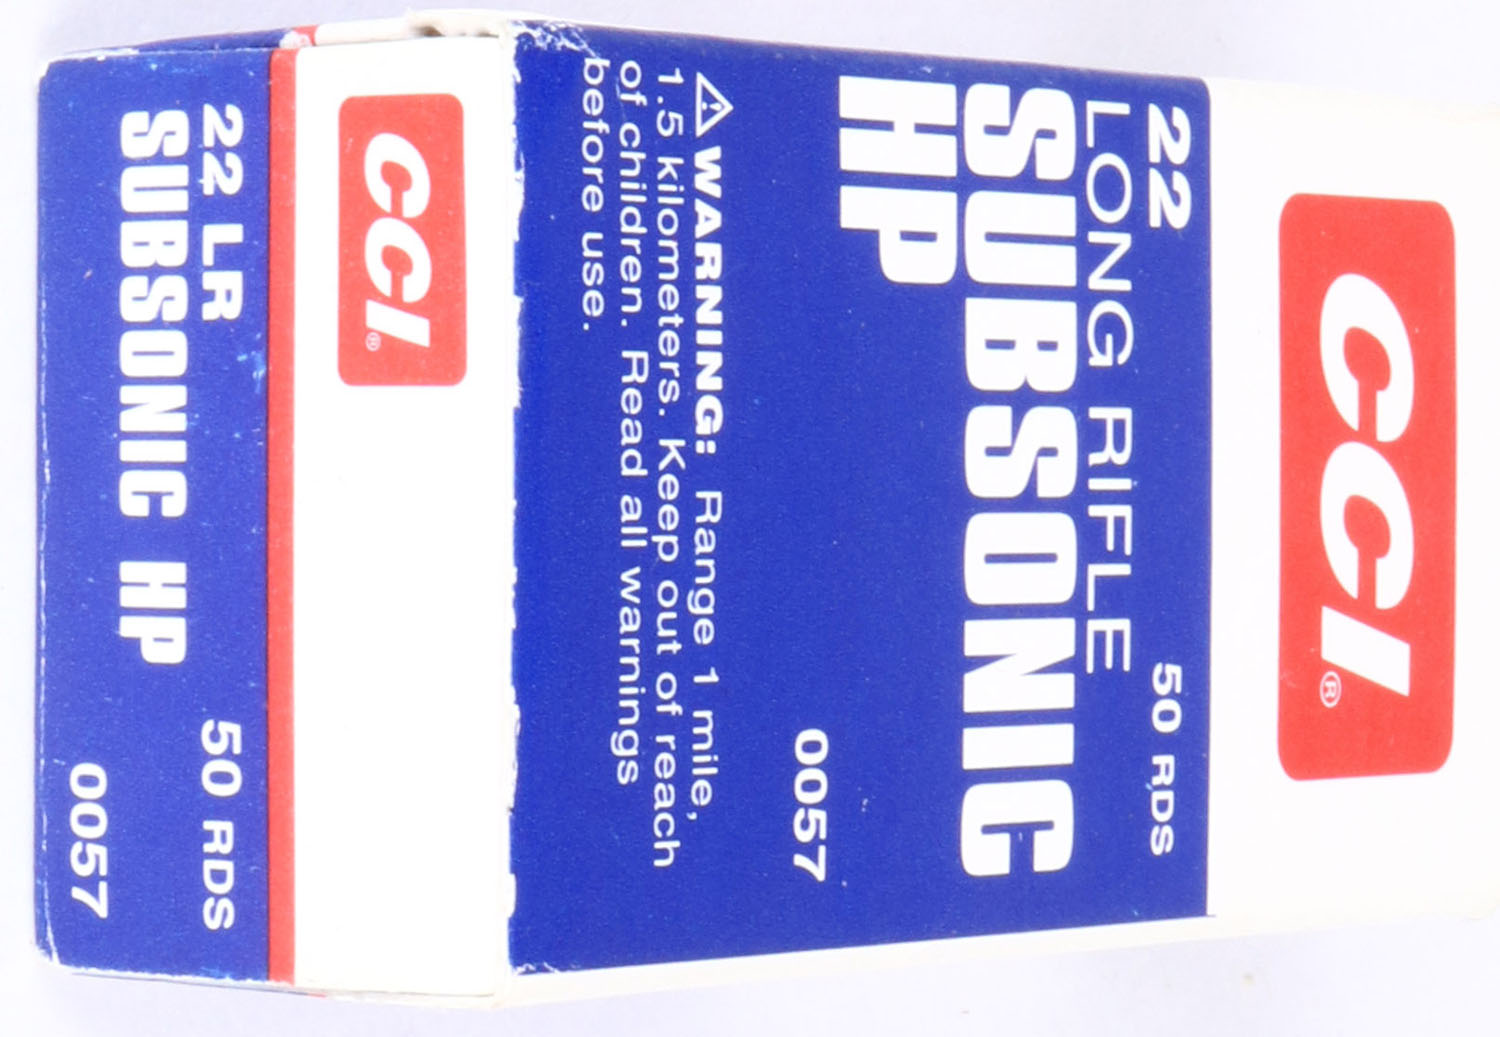 CCI®
22
50 RDS
LONG RIFLE
SUBSONIC
HP
0057
⚠WARNING: Range 1 mile,
1.5 kilometers. Keep out of reach
of children. Read all warnings
before use.
CCI®
22 LR
50 RDS
SUBSONIC HP
0057